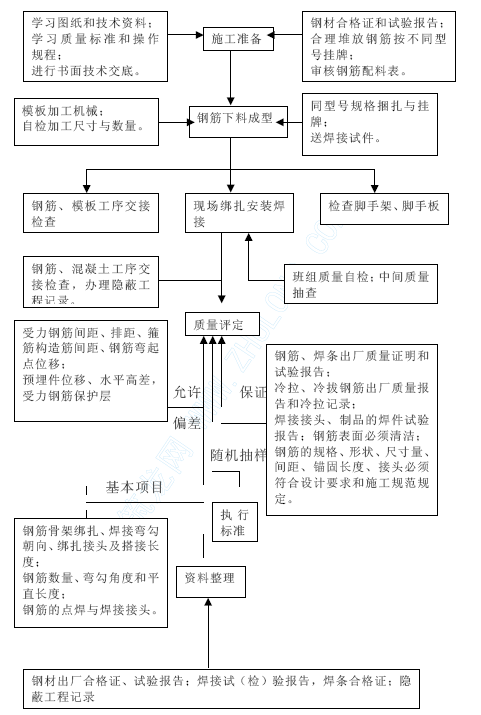 学习图纸和技术资料；
学习质量标准和操作
规程；
进行书面技术交底。
施工准备
钢材合格证和试验报告；
合理堆放钢筋按不同型
号挂牌；
审核钢筋配料表。
模板加工机械；
自检加工尺寸与数量。
钢筋下料成型
同型号规格捆扎与挂
牌；
送焊接试件。
钢筋、模板工序交接
检查
现场绑扎安装焊
接
检查脚手架、脚手板
钢筋、混凝土工序交
接检查，办理隐蔽工
程记录。
班组质量自检；中间质量
抽查
质量评定
受力钢筋间距、排距、箍
筋构造筋间距、钢筋弯起
点位移；
预埋件位移、水平高差，
受力钢筋保护层
允许
偏差
保证
钢筋、焊条出厂质量证明和
试验报告；
冷拉、冷拔钢筋出厂质量报
告和冷拉记录；
焊接接头、制品的焊件试验
报告；钢筋表面必须清洁；
钢筋的规格、形状、尺寸量、
间距、锚固长度、接头必须
符合设计要求和施工规范规
定。
随机抽样
基本项目
执行
标准
钢筋骨架绑扎、焊接弯勾
朝向、绑扎接头及搭接长
度；
钢筋数量、弯勾角度和平
直长度；
钢筋的点焊与焊接接头。
资料整理
钢材出厂合格证、试验报告；焊接试（检）验报告，焊条合格证；隐
蔽工程记录